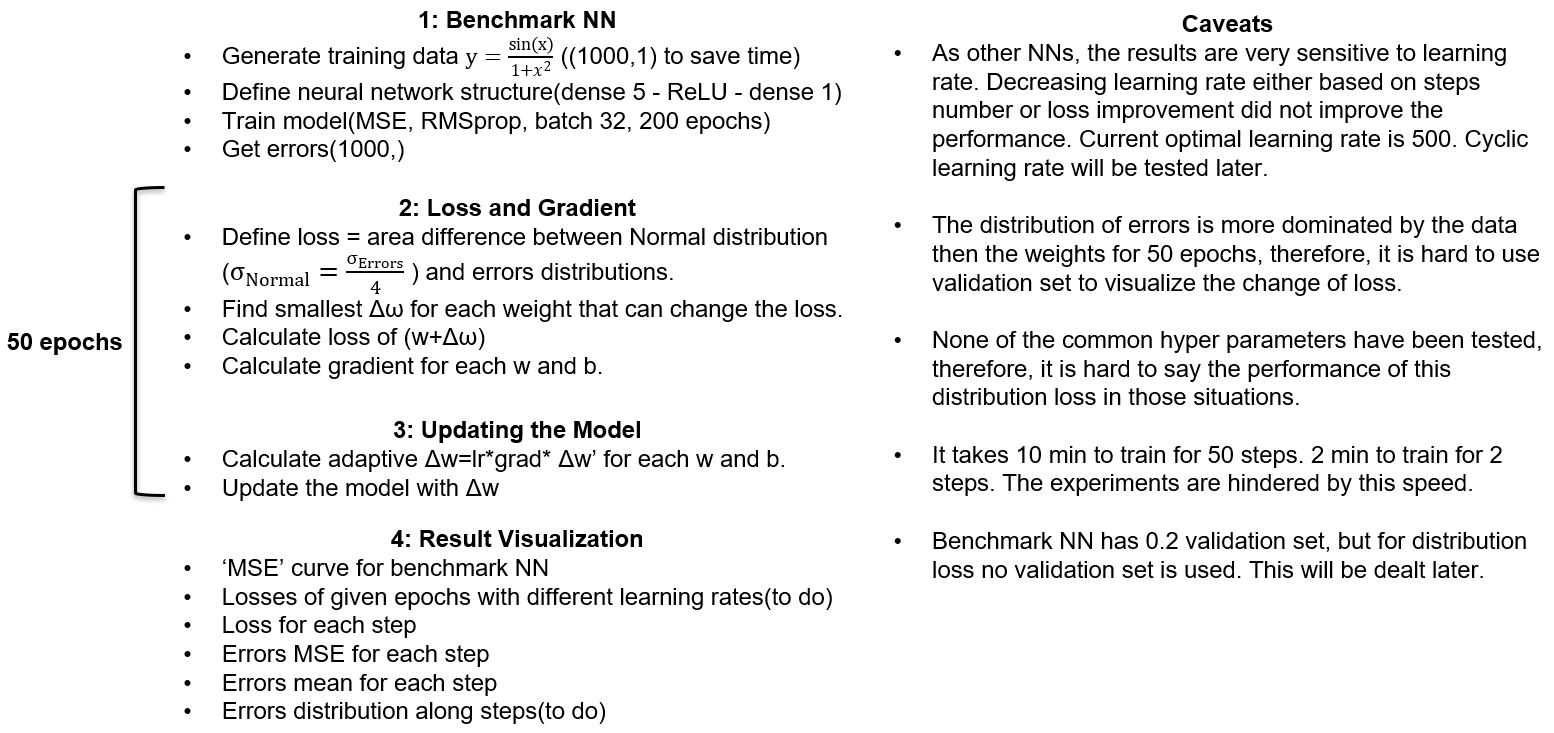 1: Benchmark NN
• Generate training data y = sin(x)/1+x² ((1000,1) to save time)
• Define neural network structure(dense 5 - ReLU - dense 1)
• Train model(MSE, RMSprop, batch 32, 200 epochs)
• Get errors(1000,)
50 epochs
2: Loss and Gradient
• Define loss = area difference between Normal distribution
(σNormal = σErrors/4 ) and errors distributions.
• Find smallest Δω for each weight that can change the loss.
• Calculate loss of (w+Δω)
• Calculate gradient for each w and b.
3: Updating the Model
• Calculate adaptive Δw=lr*grad* Δw’ for each w and b.
• Update the model with Δw
4: Result Visualization
• ‘MSE’ curve for benchmark NN
• Losses of given epochs with different learning rates(to do)
• Loss for each step
• Errors MSE for each step
• Errors mean for each step
• Errors distribution along steps(to do)
Caveats
• As other NNs, the results are very sensitive to learning
rate. Decreasing learning rate either based on steps
number or loss improvement did not improve the
performance. Current optimal learning rate is 500. Cyclic
learning rate will be tested later.
• The distribution of errors is more dominated by the data
then the weights for 50 epochs, therefore, it is hard to use
validation set to visualize the change of loss.
• None of the common hyper parameters have been tested,
therefore, it is hard to say the performance of this
distribution loss in those situations.
• It takes 10 min to train for 50 steps. 2 min to train for 2
steps. The experiments are hindered by this speed.
• Benchmark NN has 0.2 validation set, but for distribution
loss no validation set is used. This will be dealt later.